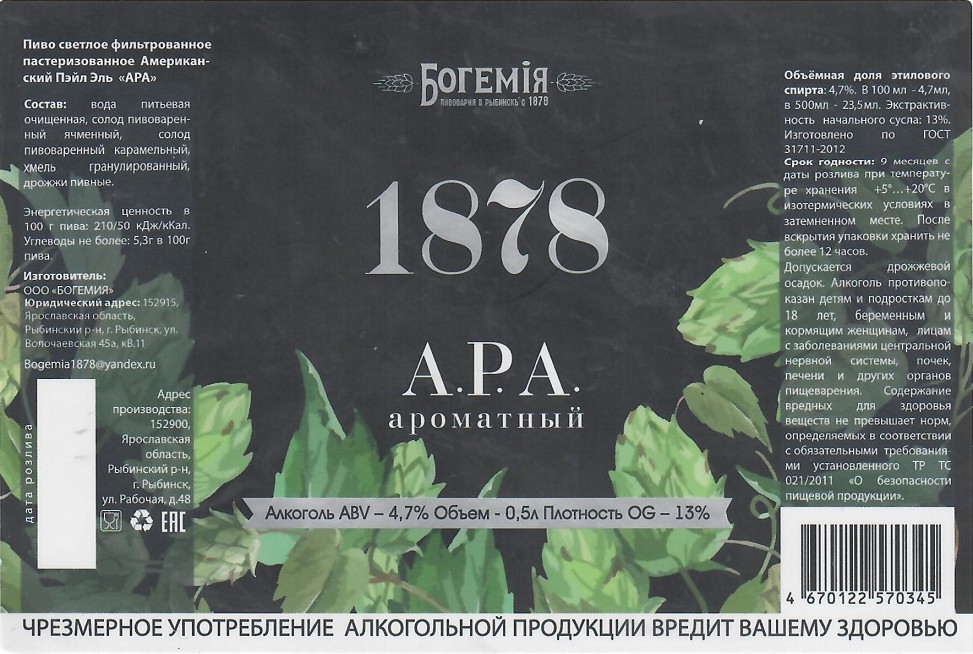 Пиво светлое фильтрованное
пастеризованное Американ-
ский Пэйл Эль «АРА»
Состав: вода питьевая
очищенная, солод пивоварен-
ный ячменный, солод
пивоваренный карамельный,
хмель гранулированный,
дрожжи пивные.
Энергетическая ценность в
100 г пива: 210/50 кДж/кКал.
Углеводы не более: 5,3г в 100г
пива.
Изготовитель:
ООО «БОГЕМИЯ»
Юридический адрес: 152915,
Ярославская область,
Рыбинский р-н, г. Рыбинск, ул.
Волочаевская 45а, кВ.11
Bogemia1878@yandex.ru
Адрес
производства:
152900,
Ярославская
область,
Рыбинский р-н,
г. Рыбинск,
ул. Рабочая, д.48
дата розлива
EAC
БОГЕМIЯ
ПИВОВАРНЯ В РЫБИНСКѢ С 1878
1878
А.Р.А.
ароматный
Алкоголь ABV – 4,7% Объем - 0,5л Плотность OG – 13%
Объёмная доля этилового
спирта: 4,7%. В 100 мл - 4,7мл,
в 500мл - 23,5мл. Экстрактив-
ность начального сусла: 13%.
Изготовлено по ГОСТ
31711-2012
Срок годности: 9 месяцев с
даты розлива при температу-
ре хранения +5°...+20°С в
изотермических условиях в
затемненном месте. После
вскрытия упаковки хранить не
более 12 часов.
Допускается дрожжевой
осадок. Алкоголь противопо-
казан детям и подросткам до
18 лет, беременным и
кормящим женщинам, лицам
с заболеваниями центральной
нервной системы, почек,
печени и других органов
пищеварения. Содержание
вредных для здоровья
веществ не превышает норм,
определяемых в соответствии
с обязательными требования-
ми установленного ТР ТС
021/2011 «О безопасности
пищевой продукции».
4 670122 570345
ЧРЕЗМЕРНОЕ УПОТРЕБЛЕНИЕ АЛКОГОЛЬНОЙ ПРОДУКЦИИ ВРЕДИТ ВАШЕМУ ЗДОРОВЬЮ